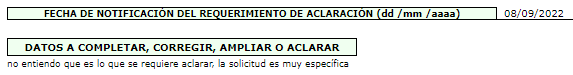 FECHA DE NOTIFICACIÓN DEL REQUERIMIENTO DE ACLARACIÓN (dd /mm /aaaa) 08/09/2022
DATOS A COMPLETAR, CORREGIR, AMPLIAR O ACLARAR
no entiendo que es lo que se requiere aclarar, la solicitud es muy específica